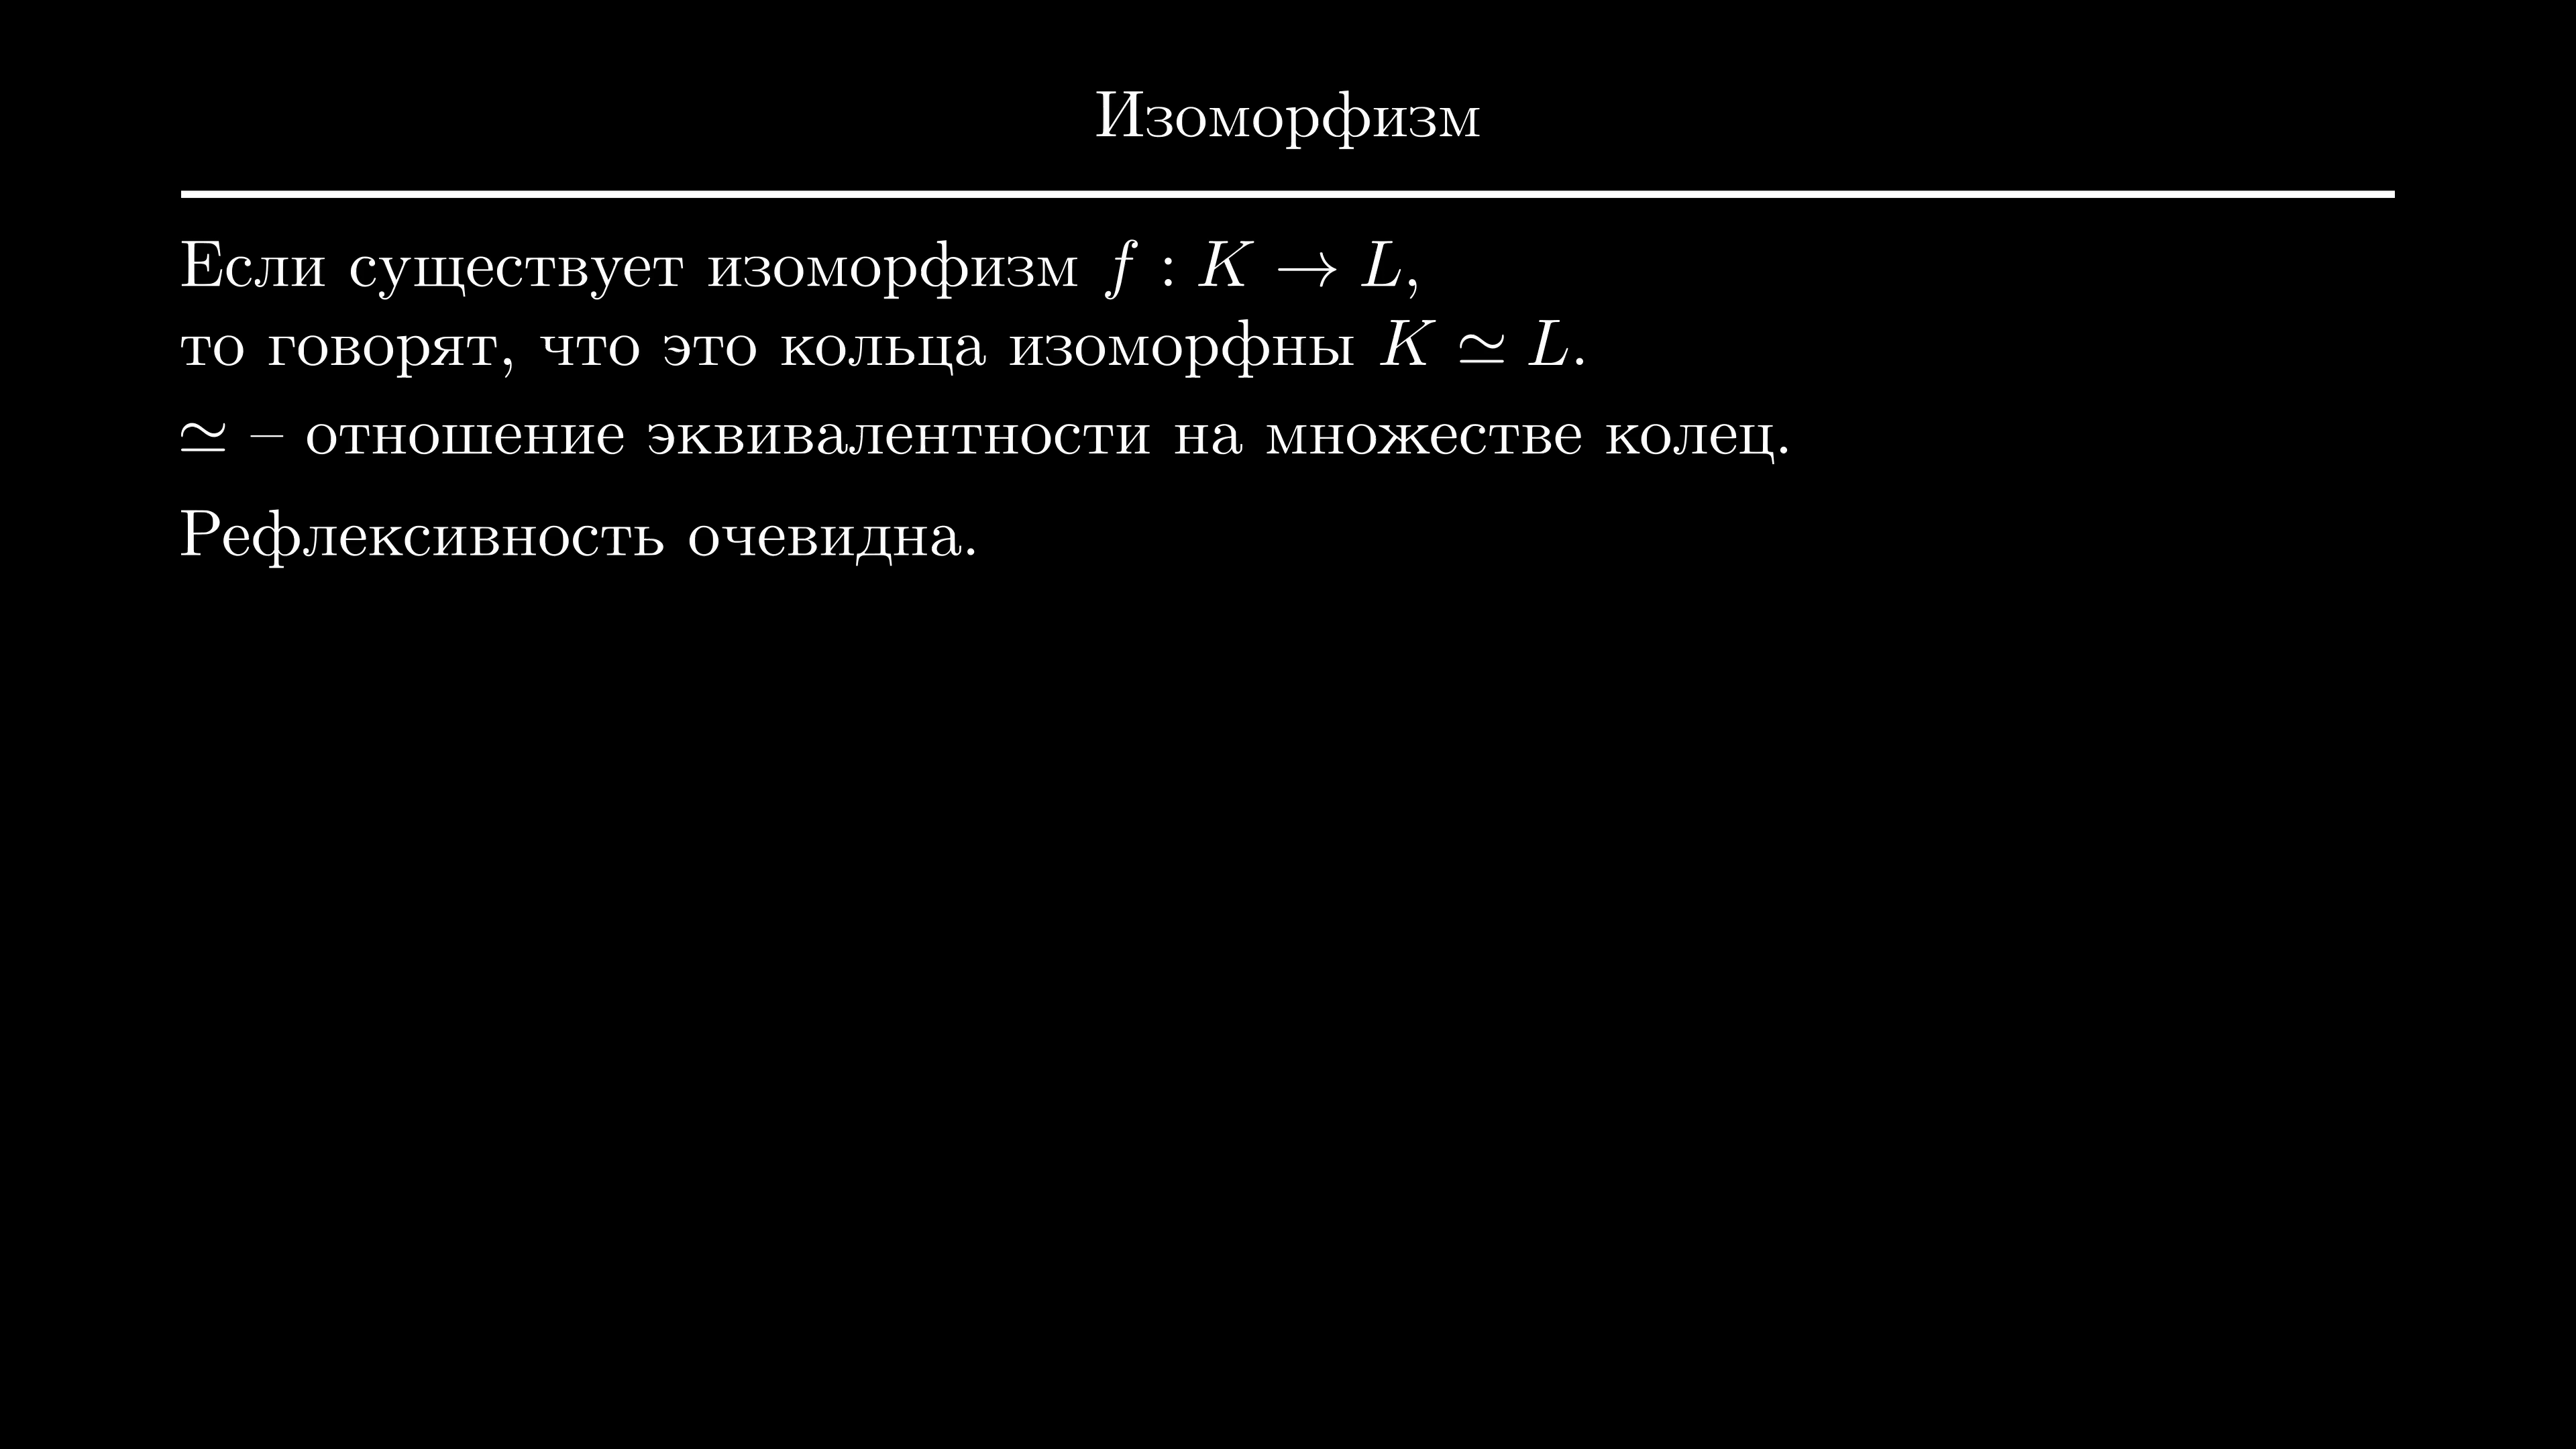 Изоморфизм
Если существует изоморфизм f : K → L,
то говорят, что это кольца изоморфны K ≃ L.
≃ – отношение эквивалентности на множестве колец.
Рефлексивность очевидна.